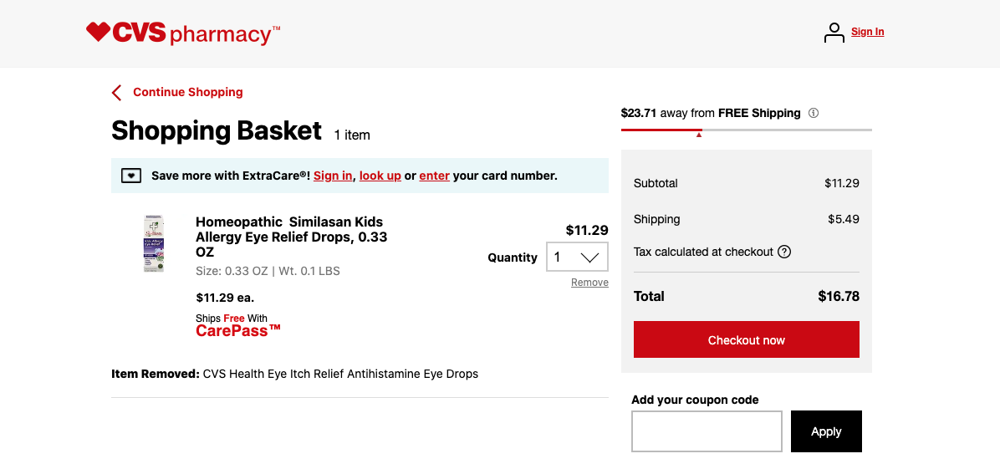 CVS pharmacy™
Sign In
Continue Shopping
Shopping Basket 1 item
Save more with ExtraCare®! Sign in, look up or enter your card number.
Homeopathic Similasan Kids
Allergy Eye Relief Drops, 0.33
OZ
Size: 0.33 OZ | Wt. 0.1 LBS
$11.29 ea.
Ships Free With
CarePass™
$11.29
Quantity 1
Remove
Item Removed: CVS Health Eye Itch Relief Antihistamine Eye Drops
$23.71 away from FREE Shipping
Subtotal $11.29
Shipping $5.49
Tax calculated at checkout
Total $16.78
Checkout now
Add your coupon code
Apply